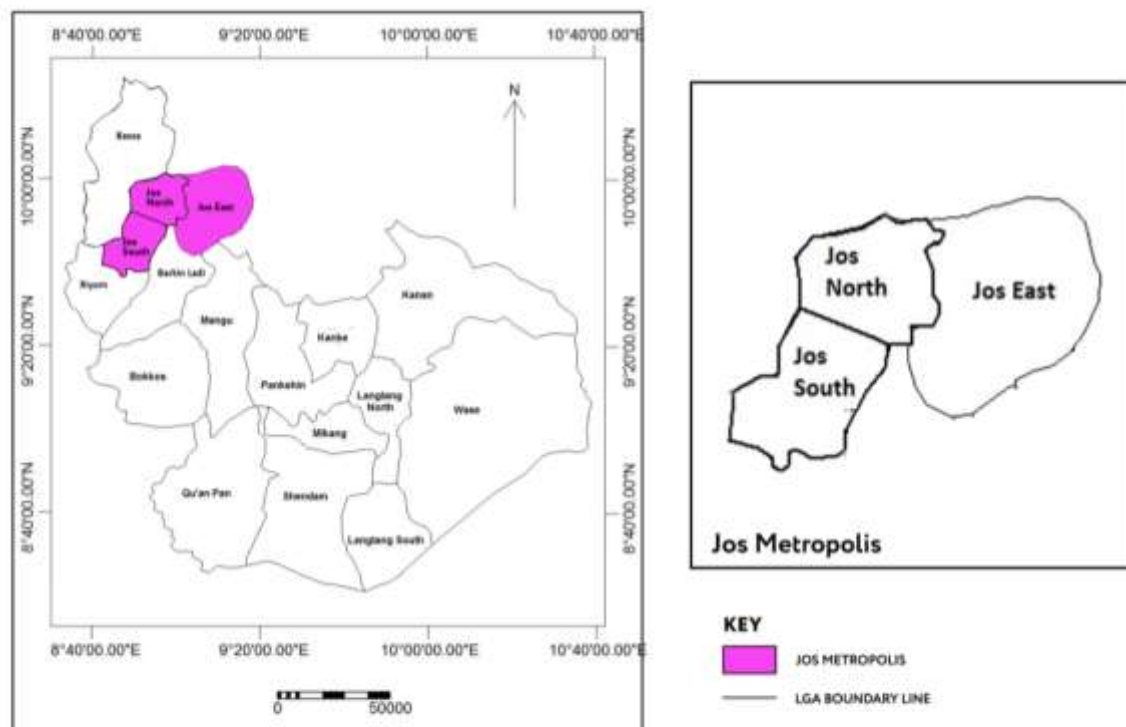 8°40'00.00"E 9°20'00.00"E 10°00'00.00"E 10°40'00.00"E
N
10°00'00.00"N
10°00'00.00"N
Jos
North
Jos East
Jos
South
Barkin Ladi
Riyom
Kanan
Mangu
Kanke
9°20'00.00"N
9°20'00.00"N
Bokkos
Pankshin
Langtang
North
Wase
Mikang
Qu'an Pan
Shendam
8°40'00.00"N
8°40'00.00"N
Langtang South
8°40'00.00"E 9°20'00.00"E 10°00'00.00"E 10°40'00.00"E
0 50000
Jos
North
Jos East
Jos
South
Jos Metropolis
KEY
JOS METROPOLIS
LGA BOUNDARY LINE